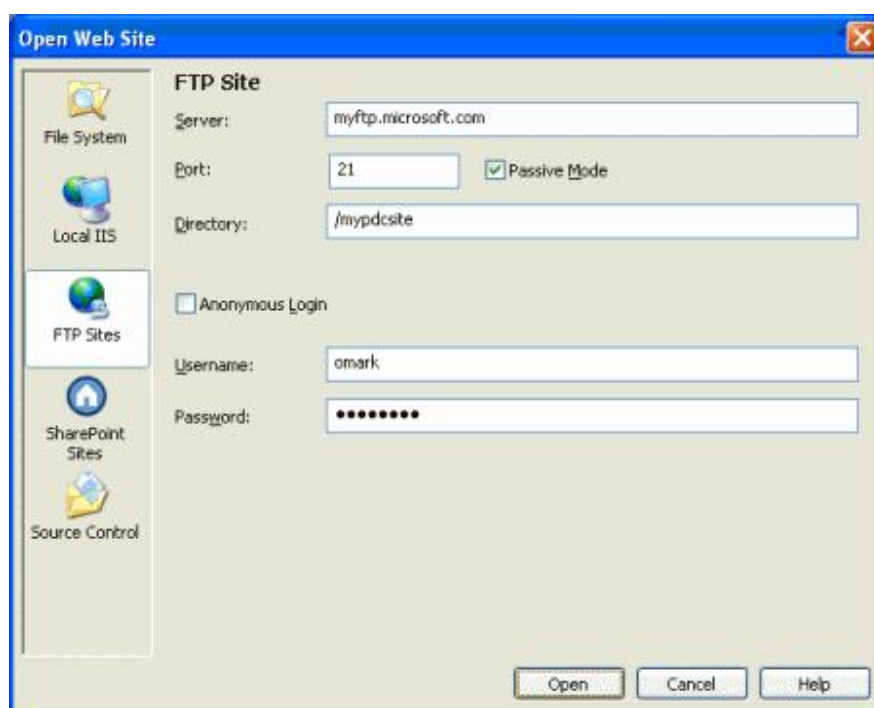 Open Web Site
File System
Local IIS
FTP Sites
SharePoint
Sites
Source Control
FTP Site
Server: myftp.microsoft.com
Port: 21 Passive Mode
Directory: /mypdcsite
Anonymous Login
Username: omark
Password: ●●●●●●●●
Open Cancel Help